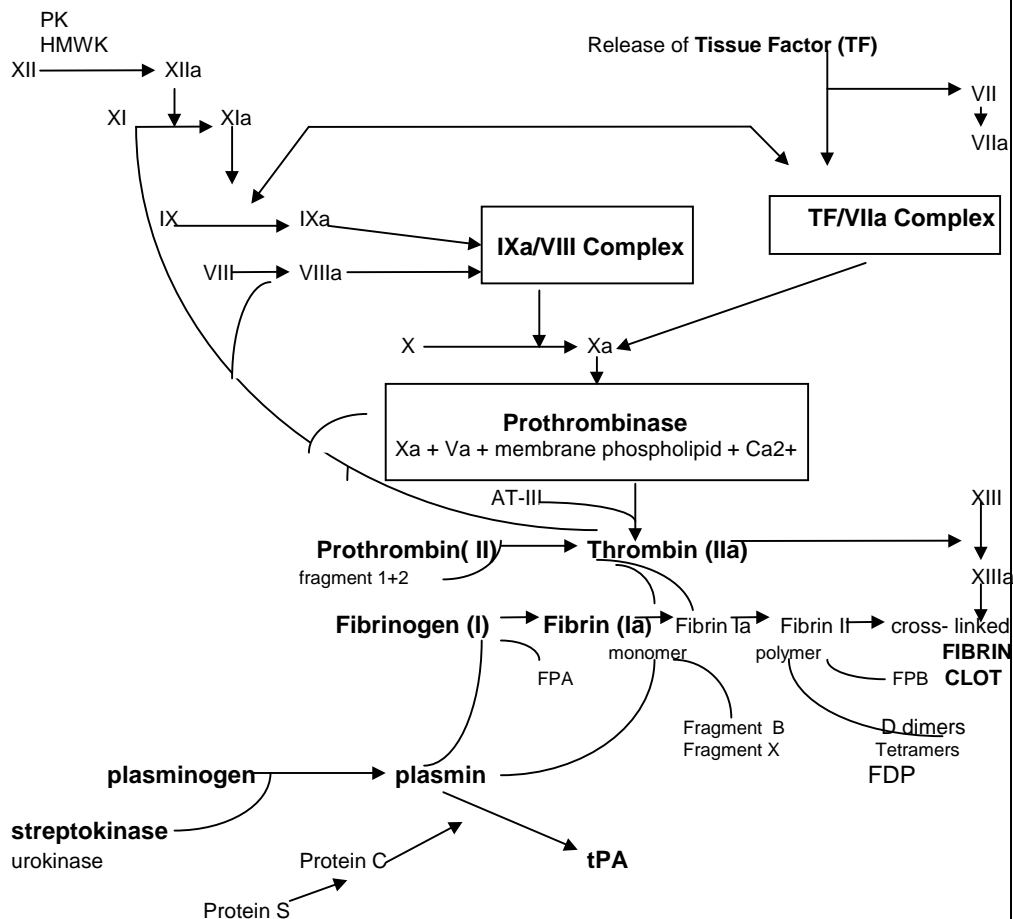 PK
HMWK
XII
XIIa
Release of Tissue Factor (TF)
VII
VIIa
XI
XIa
IX
IXa
IXa/VIII Complex
TF/VIIa Complex
VIII
VIIIa
X
Xa
Prothrombinase
Xa + Va + membrane phospholipid + Ca2+
AT-III
XIII
Prothrombin( II)
Thrombin (IIa)
fragment 1+2
XIIIa
Fibrinogen (I)
Fibrin (Ia)
Fibrin Ia
Fibrin II
cross- linked
monomer
polymer
FIBRIN
CLOT
FPA
FPB
Fragment B
Fragment X
D dimers
Tetramers
FDP
plasminogen
plasmin
streptokinase
urokinase
Protein C
tPA
Protein S